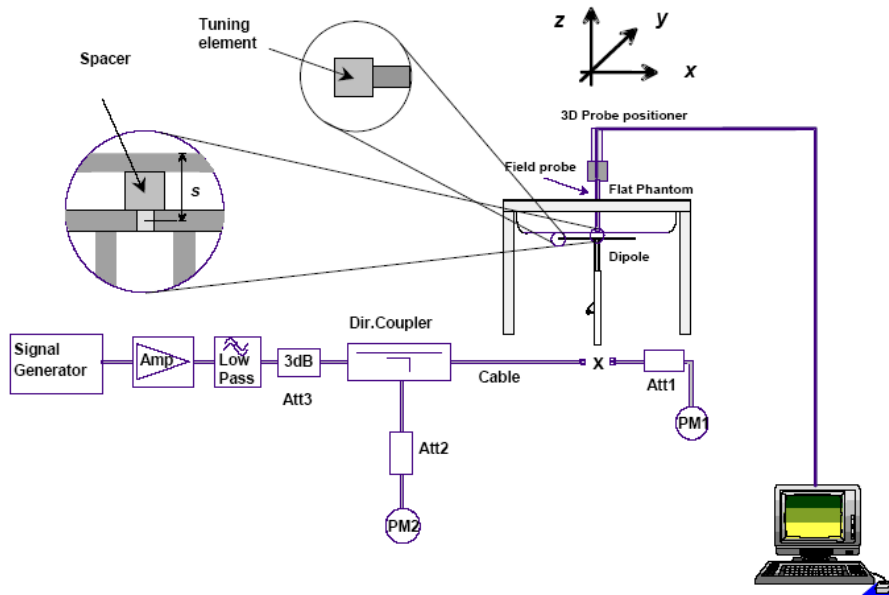 Tuning
element
Spacer
s
z
y
x
3D Probe positioner
Field probe
Flat Phantom
Dipole
Dir.Coupler
Signal
Generator
Amp
Low
Pass
3dB
Att3
Cable
X
Att1
PM1
Att2
PM2